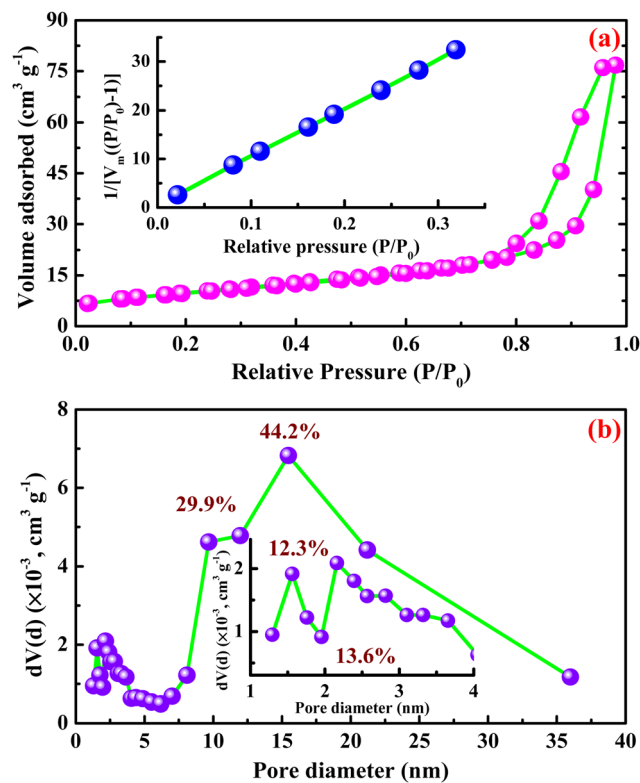 (a)
Volume adsorbed (cm³ g⁻¹)
90
75
60
45
30
15
0
0.0 0.2 0.4 0.6 0.8 1.0
Relative Pressure (P/P₀)
1/[Vₘ((P/P₀)-1)]
40
30
20
10
0
0.0 0.1 0.2 0.3
Relative pressure (P/P₀)
(b)
dV(d) (×10⁻³, cm³ g⁻¹)
8
6
4
2
0
44.2%
29.9%
0 5 10 15 20 25 30 35 40
Pore diameter (nm)
dV(d) (×10⁻³, cm³ g⁻¹)
2
1
12.3%
13.6%
1 2 3 4
Pore diameter (nm)